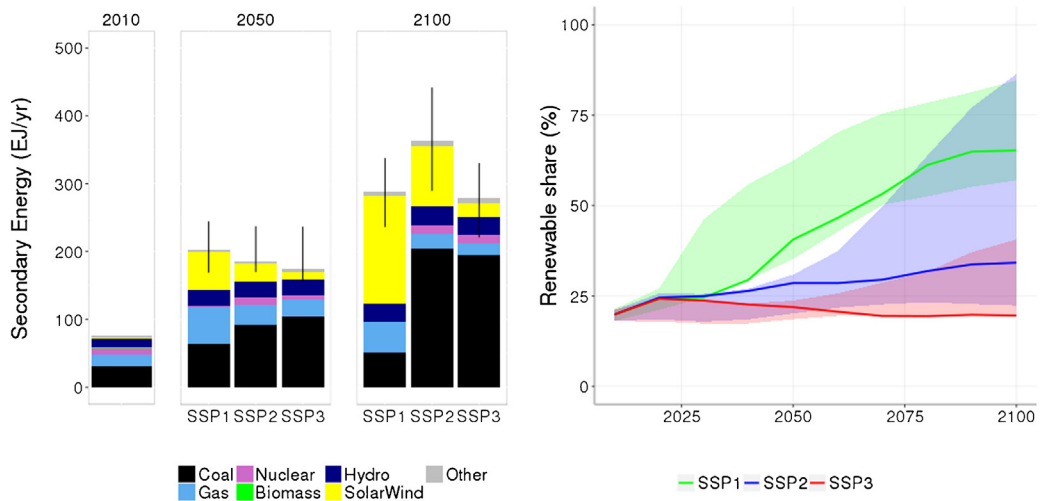 2010 2050 2100
Secondary Energy (EJ/yr)
500
400
300
200
100
0
SSP1 SSP2 SSP3 SSP1 SSP2 SSP3
Coal Nuclear Hydro Other
Gas Biomass SolarWind
Renewable share (%)
100
75
50
25
0
2025 2050 2075 2100
SSP1 SSP2 SSP3